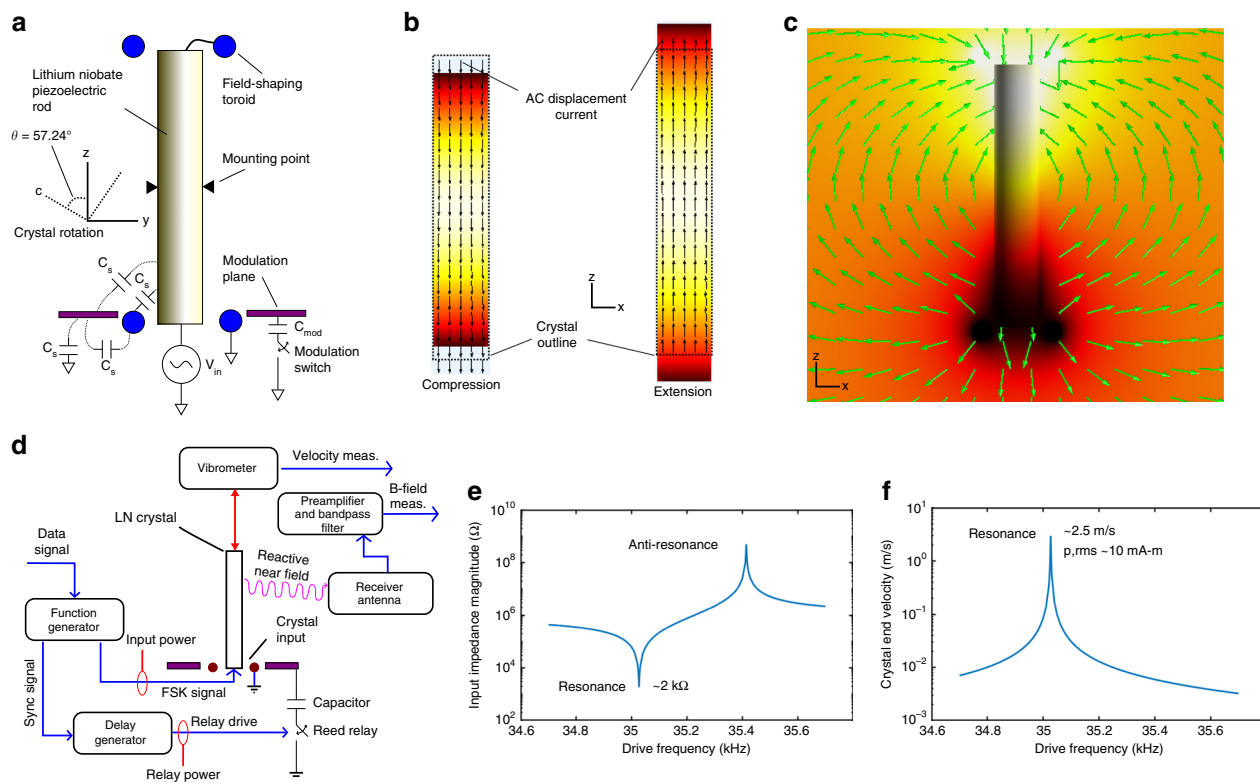 a
Lithium niobate
piezoelectric
rod
Field-shaping
toroid
θ = 57.24°
z
c
y
Crystal rotation
Mounting point
Modulation
plane
Cs
Cs
Cs
Cs
Cmod
Modulation
switch
Vin
b
AC displacement
current
z
x
Crystal
outline
Compression
Extension
c
z
x
d
Vibrometer
Velocity meas.
B-field
meas.
Preamplifier
and bandpass
filter
LN crystal
Data
signal
Reactive
near field
Receiver
antenna
Function
generator
Input power
Crystal
input
Sync signal
FSK signal
Capacitor
Delay
generator
Relay drive
Reed relay
Relay power
e
Input impedance magnitude (Ω)
10^10
10^8
10^6
10^4
10^2
Anti-resonance
Resonance
~2 kΩ
34.6 34.8 35 35.2 35.4 35.6
Drive frequency (kHz)
f
Crystal end velocity (m/s)
10^1
10^0
10^−1
10^−2
10^−3
Resonance
~2.5 m/s
p,rms ~10 mA-m
34.6 34.8 35 35.2 35.4 35.6
Drive frequency (kHz)